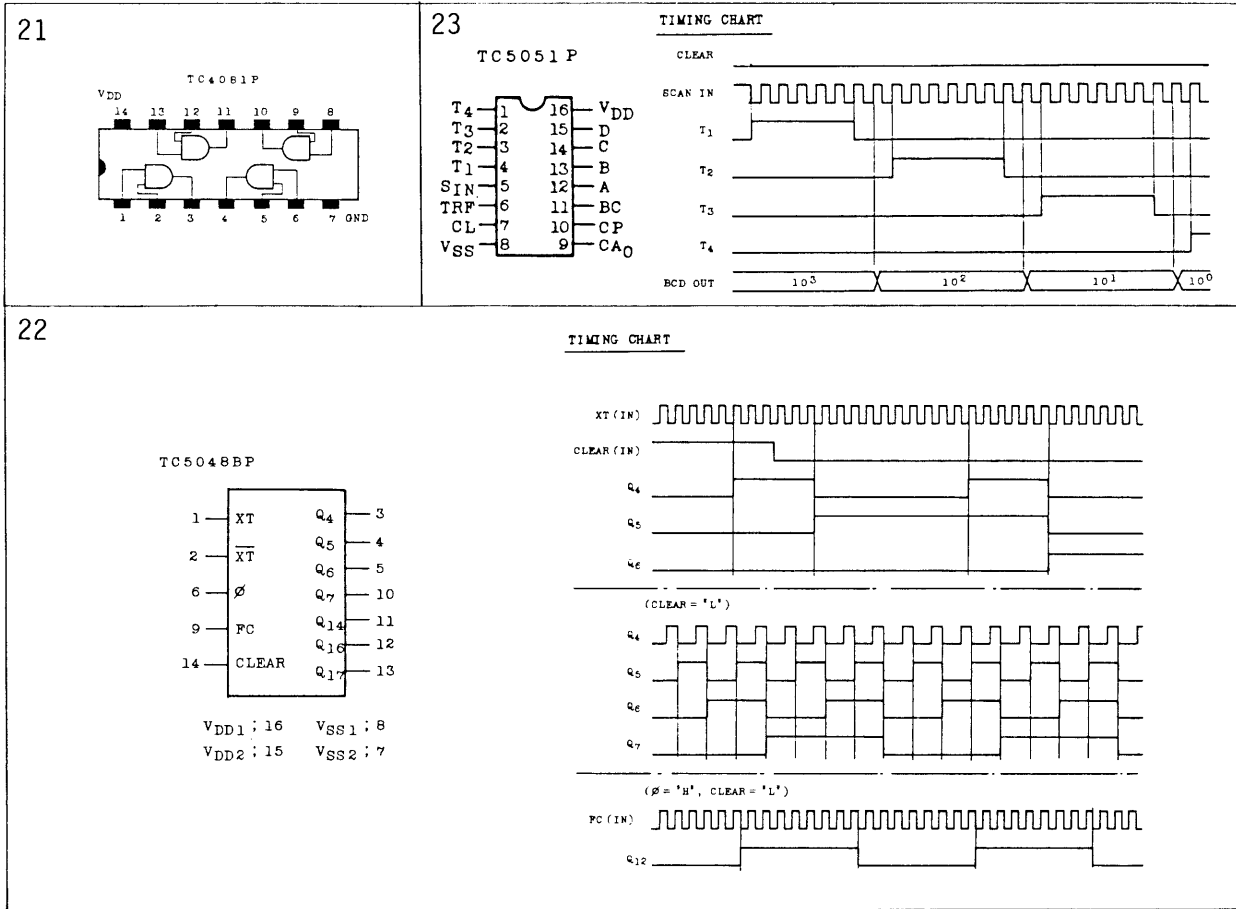 21
TC4081P
VDD
14 13 12 11 10 9 8
1 2 3 4 5 6 7 GND
23
TC5051P
T4 1 16 VDD
T3 2 15 D
T2 3 14 C
T1 4 13 B
SIN 5 12 A
TRF 6 11 BC
CL 7 10 CP
VSS 8 9 CAO
TIMING CHART
CLEAR
SCAN IN
T1
T2
T3
T4
BCD OUT 10³ 10² 10¹ 10⁰
22
TC5048BP
1 XT Q4 3
Q5 4
2 X̅T̅ Q6 5
6 Ø Q7 10
9 FC Q14 11
Q16 12
14 CLEAR Q17 13
VDD1 ; 16 VSS1 ; 8
VDD2 ; 15 VSS2 ; 7
TIMING CHART
XT (IN)
CLEAR (IN)
Q4
Q5
Q6
(CLEAR = "L")
Q4
Q5
Q6
Q7
(Ø = "H", CLEAR = "L")
FC (IN)
Q12